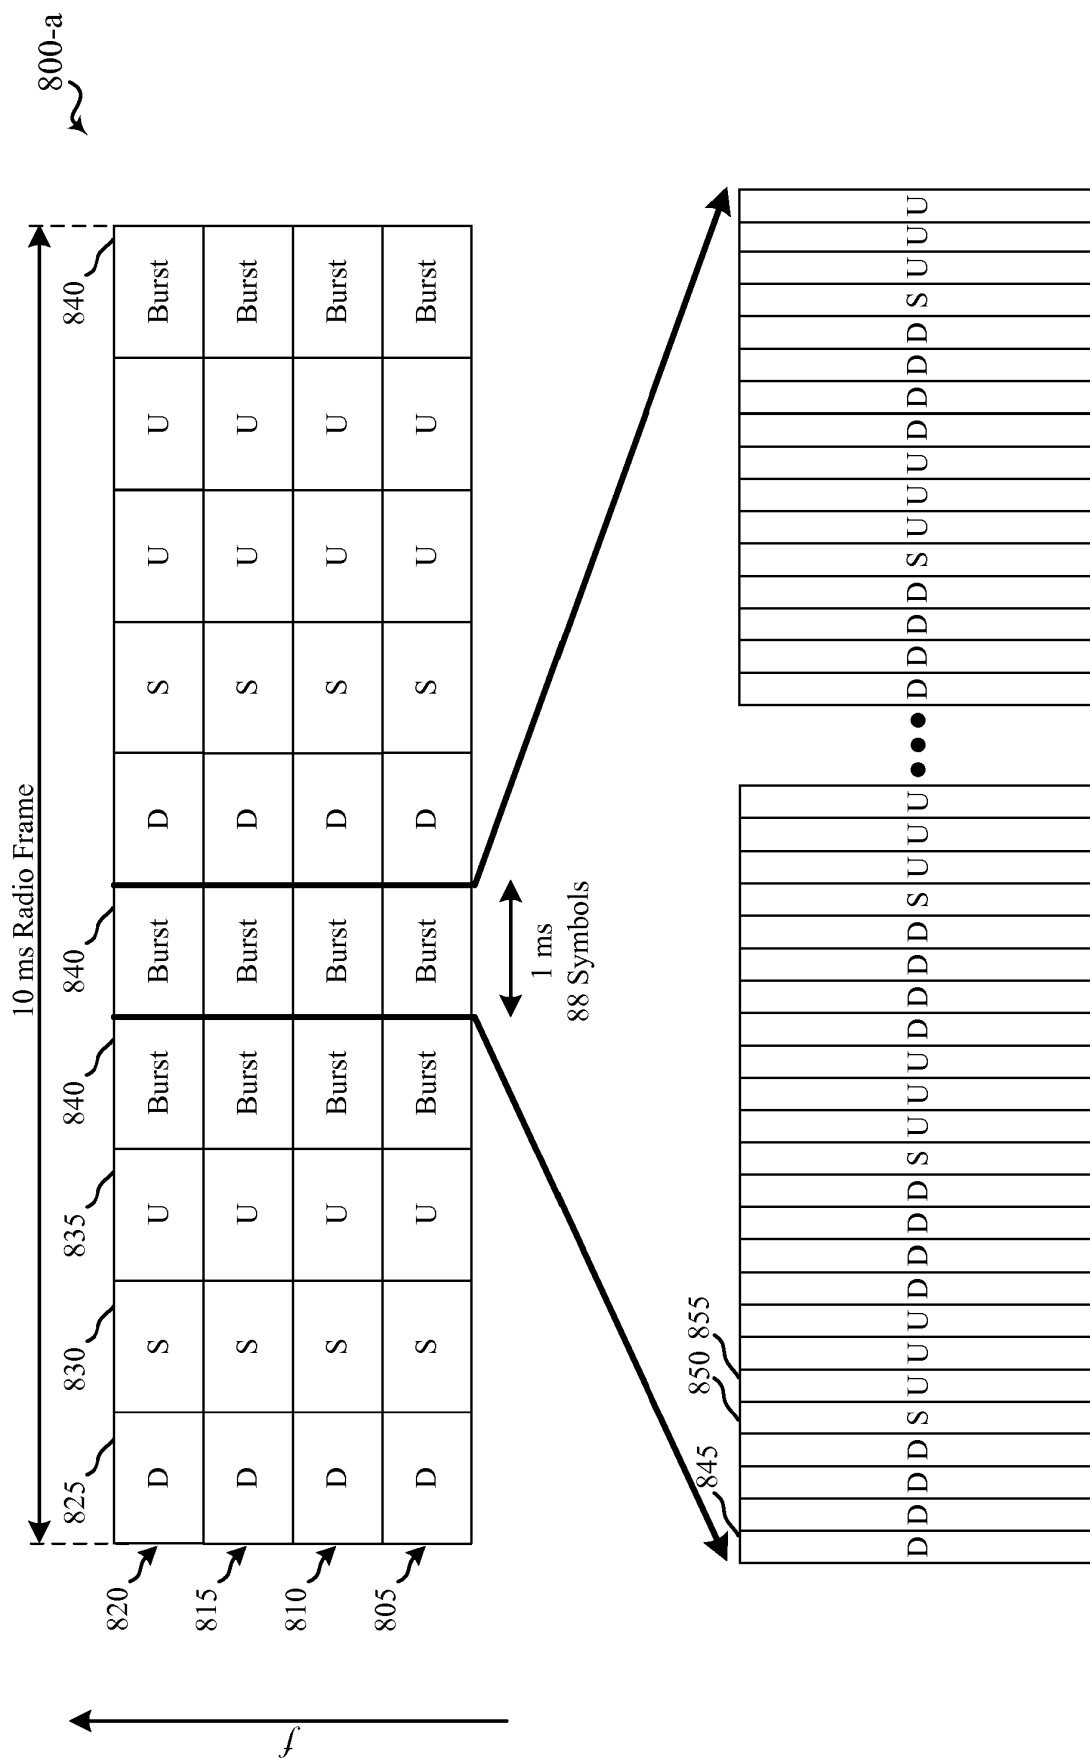 800-a
10 ms Radio Frame
825 830 835 840 840 840
820 D S U Burst Burst D S U U Burst
815 D S U Burst Burst D S U U Burst
810 D S U Burst Burst D S U U Burst
805 D S U Burst Burst D S U U Burst
f
1 ms
88 Symbols
845 850 855
D D D D S U U U D D D D S U U U D D D D S U U U ••• D D D D S U U U D D D D S U U U